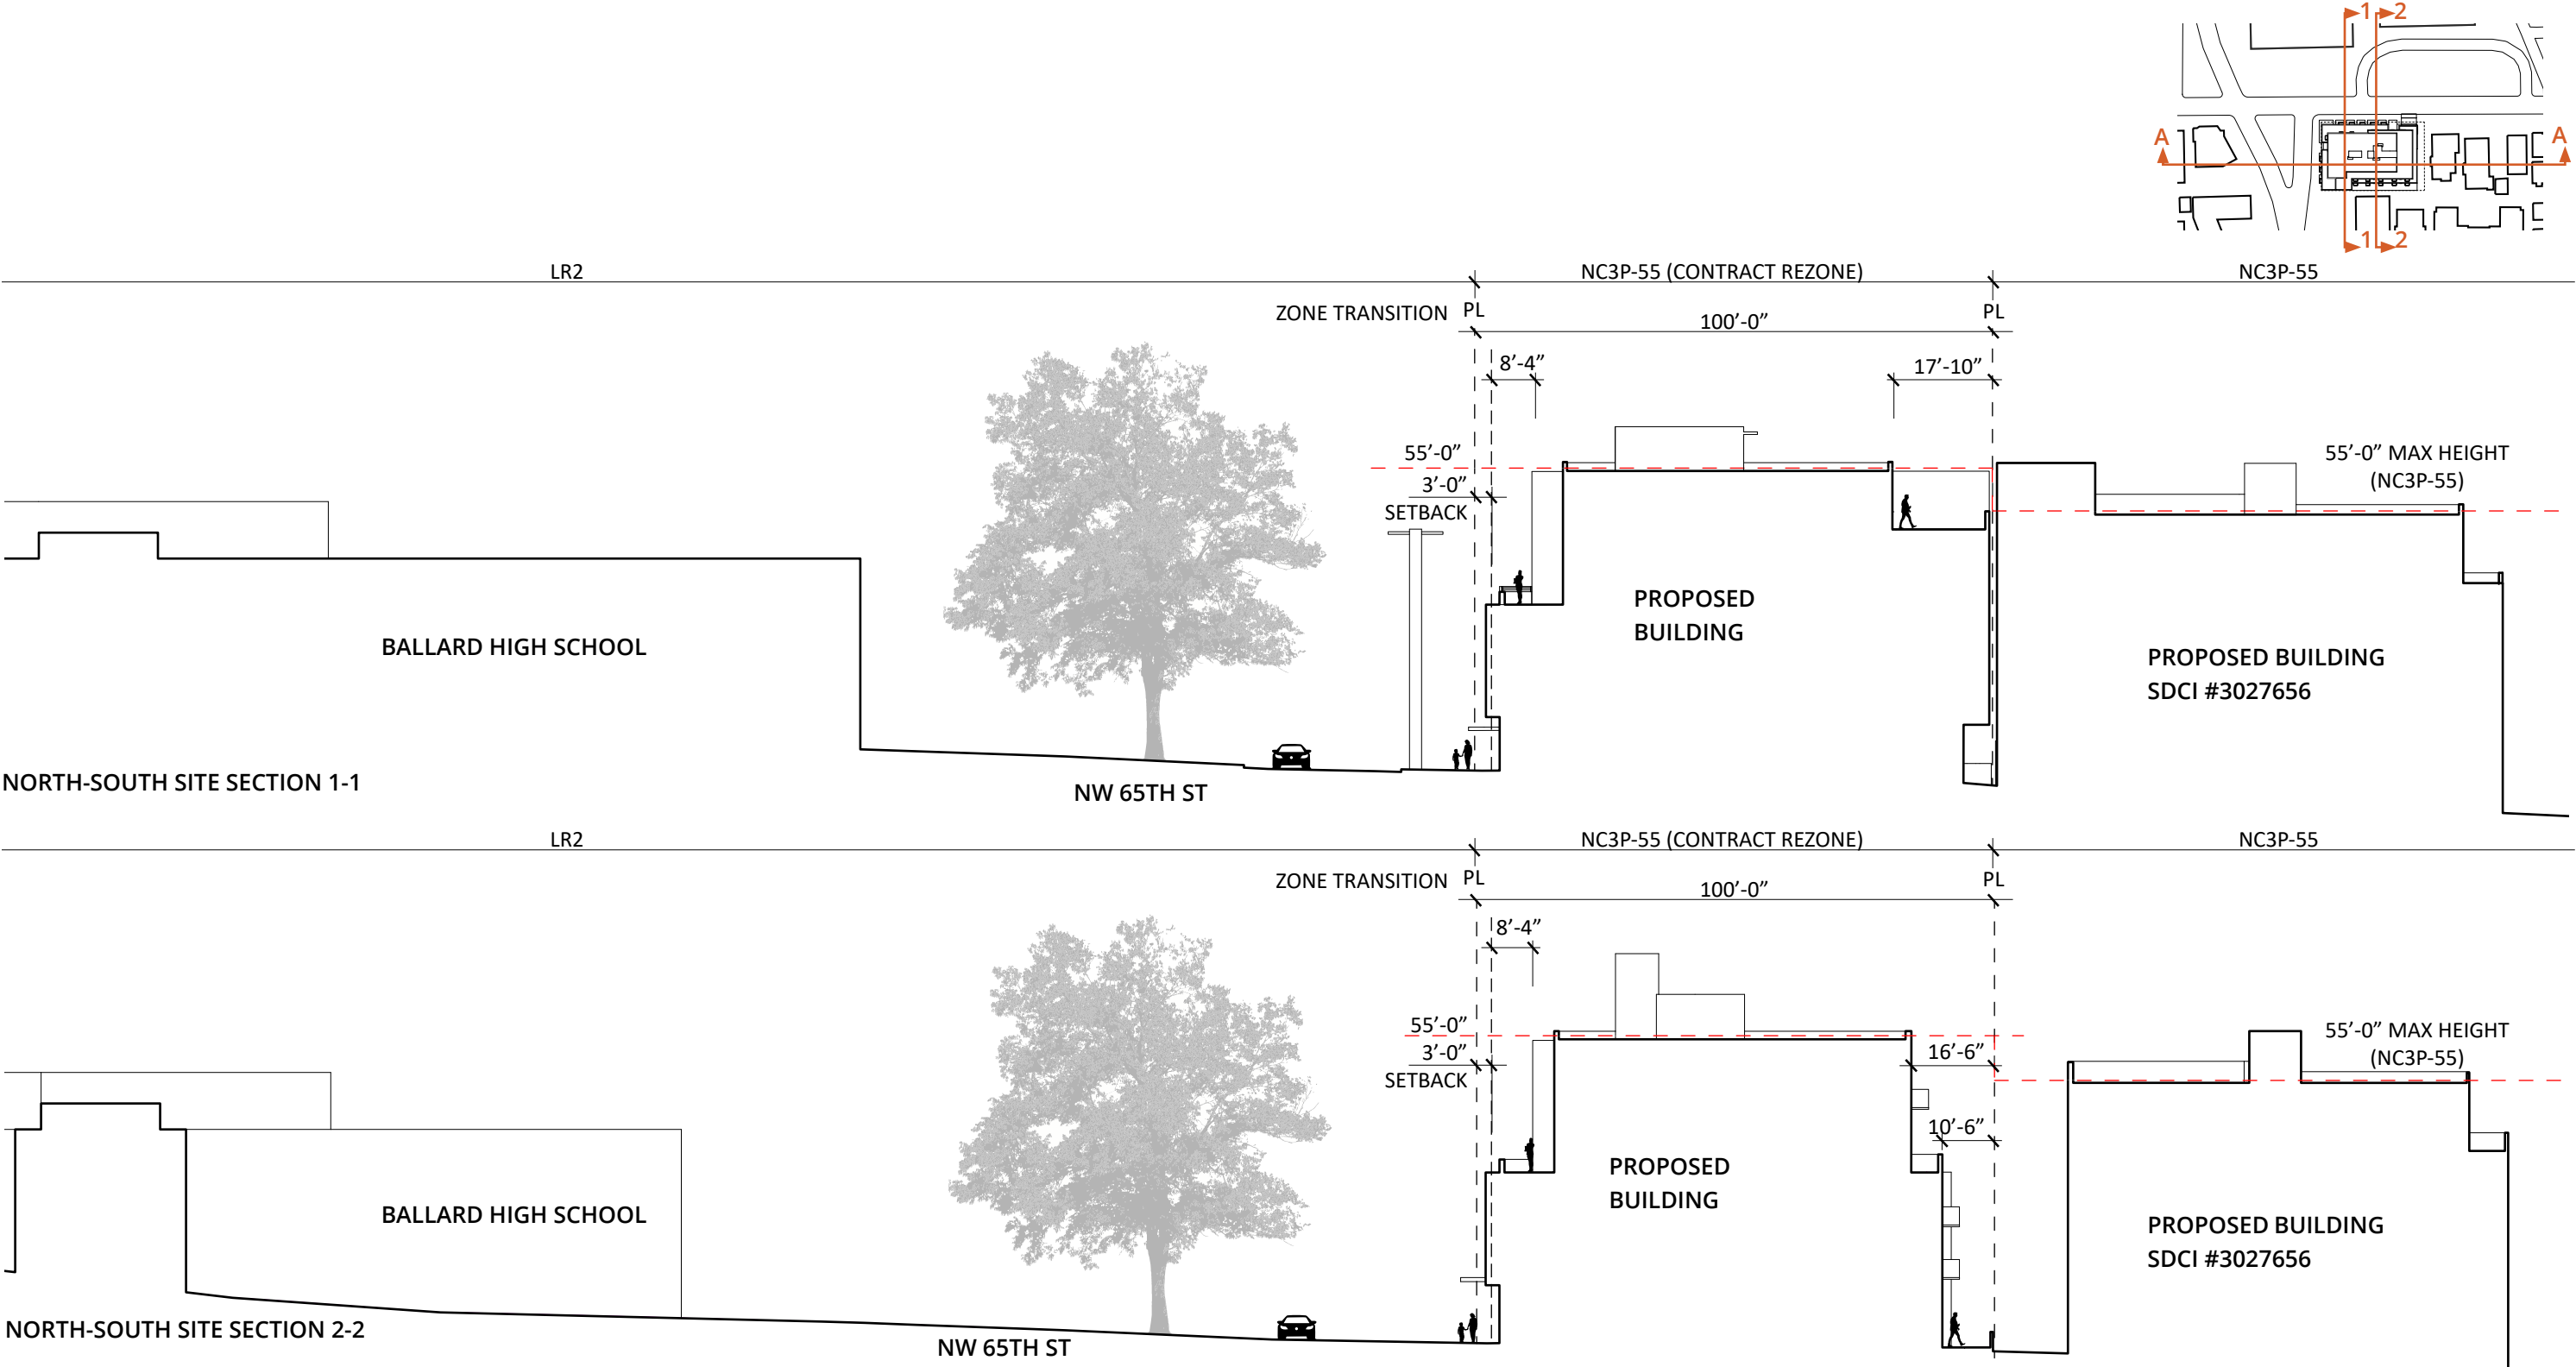 1 2
A A
1 2
LR2 NC3P-55 (CONTRACT REZONE) NC3P-55
ZONE TRANSITION PL PL
100’-0”
8’-4” 17’-10”
55’-0” 55’-0” MAX HEIGHT
3’-0” (NC3P-55)
SETBACK
PROPOSED
BUILDING
BALLARD HIGH SCHOOL
PROPOSED BUILDING
SDCI #3027656
NORTH-SOUTH SITE SECTION 1-1
NW 65TH ST
LR2 NC3P-55 (CONTRACT REZONE) NC3P-55
ZONE TRANSITION PL PL
100’-0”
8’-4”
55’-0” 55’-0” MAX HEIGHT
3’-0” 16’-6” (NC3P-55)
SETBACK
10’-6”
PROPOSED
BUILDING
BALLARD HIGH SCHOOL
PROPOSED BUILDING
SDCI #3027656
NORTH-SOUTH SITE SECTION 2-2
NW 65TH ST